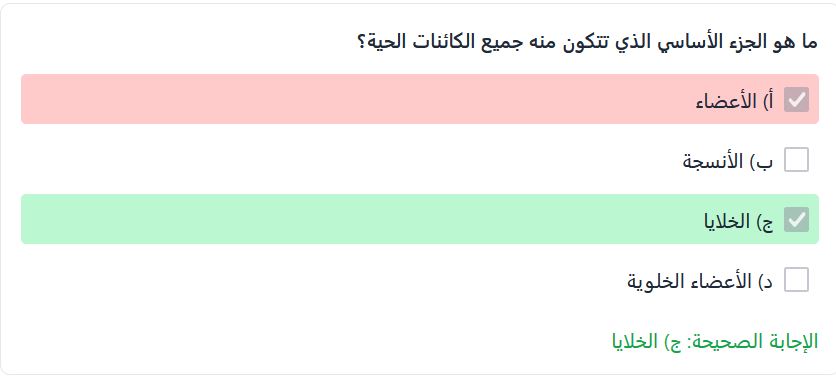 ما هو الجزء الأساسي الذي تتكون منه جميع الكائنات الحية؟
أ) الأعضاء
ب) الأنسجة
ج) الخلايا
د) الأعضاء الخلوية
الإجابة الصحيحة: ج) الخلايا